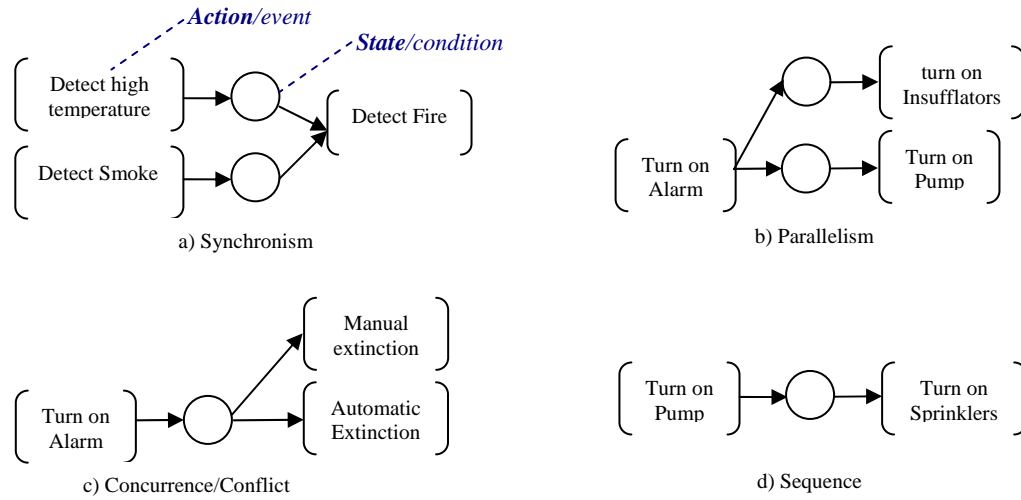 Action/event
State/condition
Detect high
temperature
Detect Fire
Detect Smoke
a) Synchronism
turn on
Insufflators
Turn on
Alarm
Turn on
Pump
b) Parallelism
Manual
extinction
Turn on
Alarm
Automatic
Extinction
c) Concurrence/Conflict
Turn on
Pump
Turn on
Sprinklers
d) Sequence